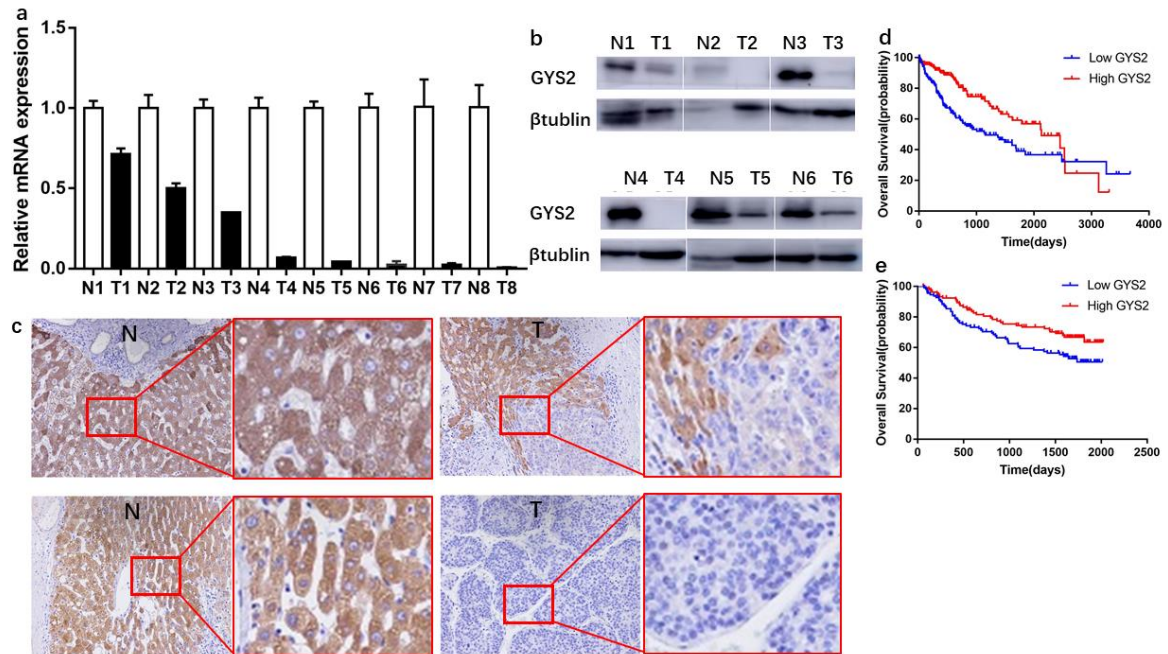 a
Relative mRNA expression
1.5
1.0
0.5
0.0
N1 T1 N2 T2 N3 T3 N4 T4 N5 T5 N6 T6 N7 T7 N8 T8
b
N1 T1 N2 T2 N3 T3
GYS2
βtublin
N4 T4 N5 T5 N6 T6
GYS2
βtublin
c
N
T
N
T
d
Overall Survival(probability)
100
80
60
40
20
0
0 1000 2000 3000 4000
Time(days)
Low GYS2
High GYS2
e
Overall Survival(probability)
100
80
60
40
20
0
0 500 1000 1500 2000 2500
Time(days)
Low GYS2
High GYS2